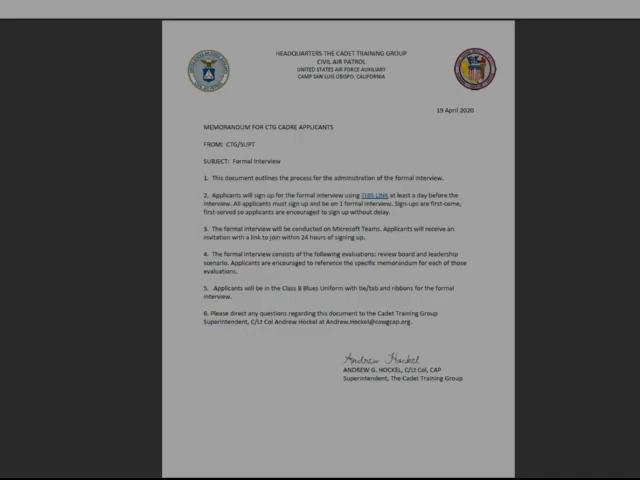 HEADQUARTERS THE CADET TRAINING GROUP
CIVIL AIR PATROL
UNITED STATES AIR FORCE AUXILIARY
CAMP SAN LUIS OBISPO, CALIFORNIA
19 April 2020
MEMORANDUM FOR CTG CADRE APPLICANTS
FROM: CTG/SUPT
SUBJECT: Formal Interview
1. This document outlines the process for the administration of the formal interview.
2. Applicants will sign up for the formal interview using THIS LINK at least a day before the
interview. All applicants must sign up and be on 1 formal interview. Sign-ups are first-come,
first-served so applicants are encouraged to sign up without delay.
3. The formal interview will be conducted on Microsoft Teams. Applicants will receive an
invitation with a link to join within 24 hours of signing up.
4. The formal interview consists of the following evaluations: review board and leadership
scenario. Applicants are encouraged to reference the specific memorandum for each of those
evaluations.
5. Applicants will be in the Class B Blues Uniform with tie/tab and ribbons for the formal
interview.
6. Please direct any questions regarding this document to the Cadet Training Group
Superintendent, C/Lt Col Andrew Hockel at Andrew.Hockel@cawgcap.org.
Andrew Hockel
ANDREW G. HOCKEL, C/Lt Col, CAP
Superintendent, The Cadet Training Group